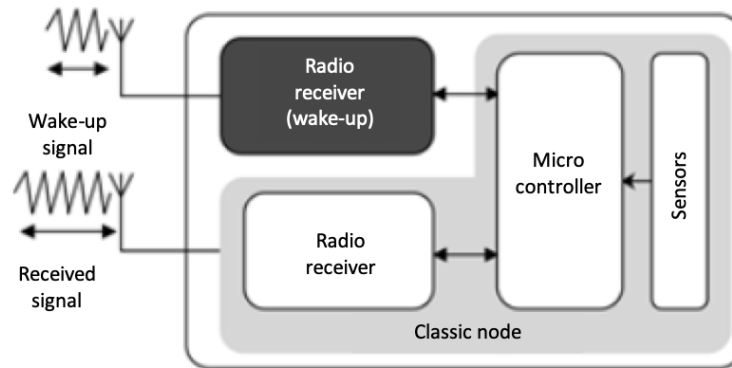 Radio
receiver
(wake-up)
Wake-up
signal
Micro
controller
Sensors
Radio
receiver
Received
signal
Classic node